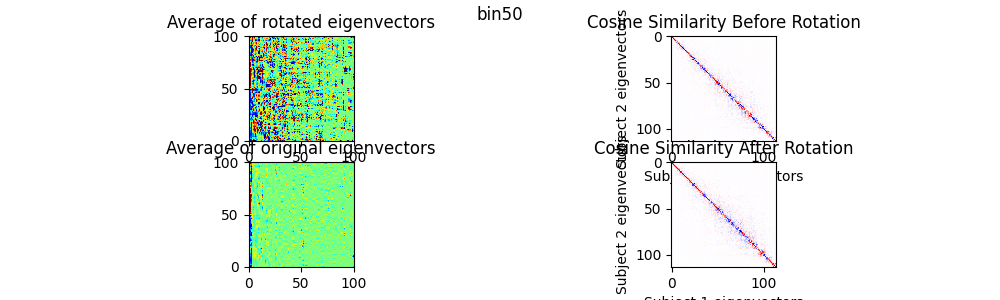 bin50
Average of rotated eigenvectors
100
50
0
0
50
100
Cosine Similarity Before Rotation
Subject 2 eigenvectors
0
50
100
0
100
Average of original eigenvectors
100
50
0
0
50
100
Cosine Similarity After Rotation
Subject 2 eigenvectors
0
50
100
0
100
Subject 1 eigenvectors